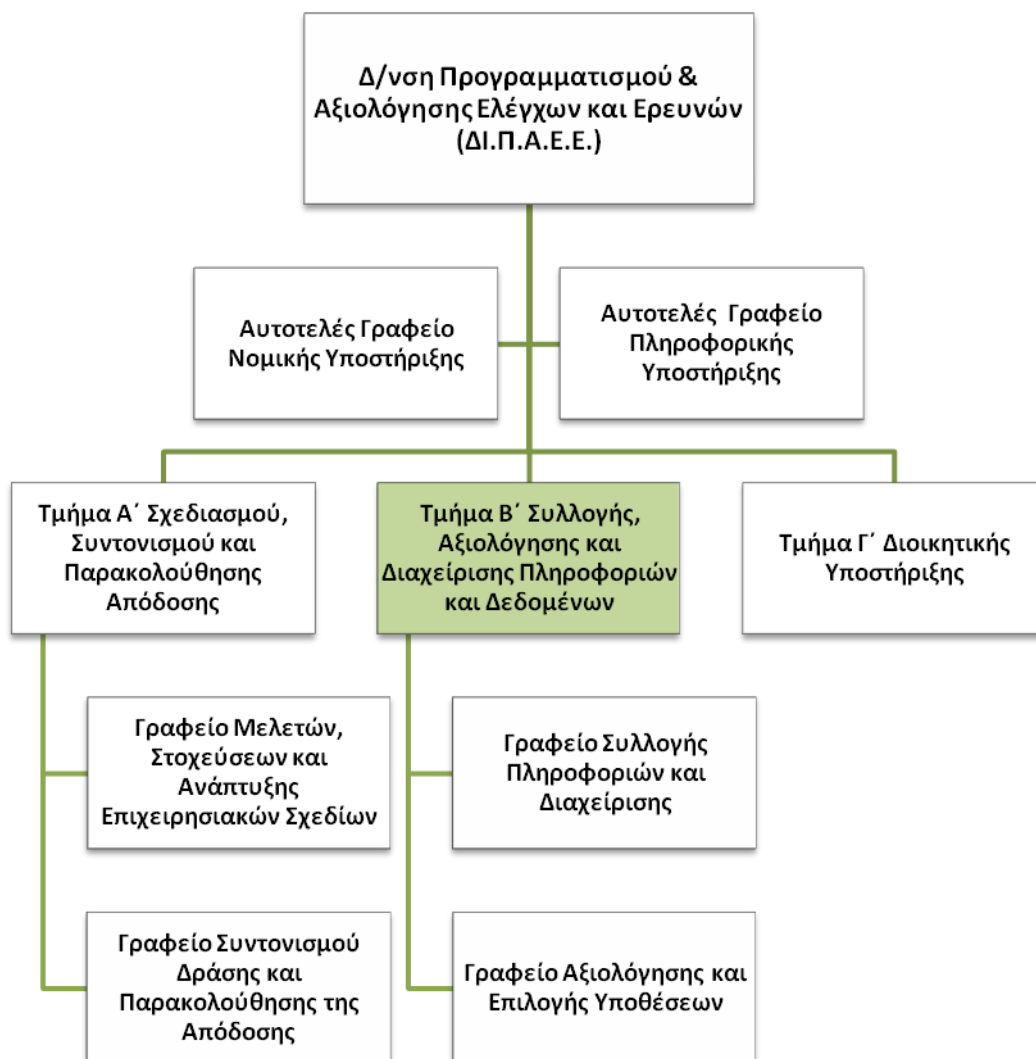 Δ/νση Προγραμματισμού &
Αξιολόγησης Ελέγχων και Ερευνών
(ΔΙ.Π.Α.Ε.Ε.)
Αυτοτελές Γραφείο
Νομικής Υποστήριξης
Αυτοτελές Γραφείο
Πληροφορικής
Υποστήριξης
Τμήμα Α΄ Σχεδιασμού,
Συντονισμού και
Παρακολούθησης
Απόδοσης
Τμήμα Β΄ Συλλογής,
Αξιολόγησης και
Διαχείρισης Πληροφοριών
και Δεδομένων
Τμήμα Γ΄ Διοικητικής
Υποστήριξης
Γραφείο Μελετών,
Στοχεύσεων και
Ανάπτυξης
Επιχειρησιακών Σχεδίων
Γραφείο Συλλογής
Πληροφοριών και
Διαχείρισης
Γραφείο Συντονισμού
Δράσης και
Παρακολούθησης της
Απόδοσης
Γραφείο Αξιολόγησης και
Επιλογής Υποθέσεων